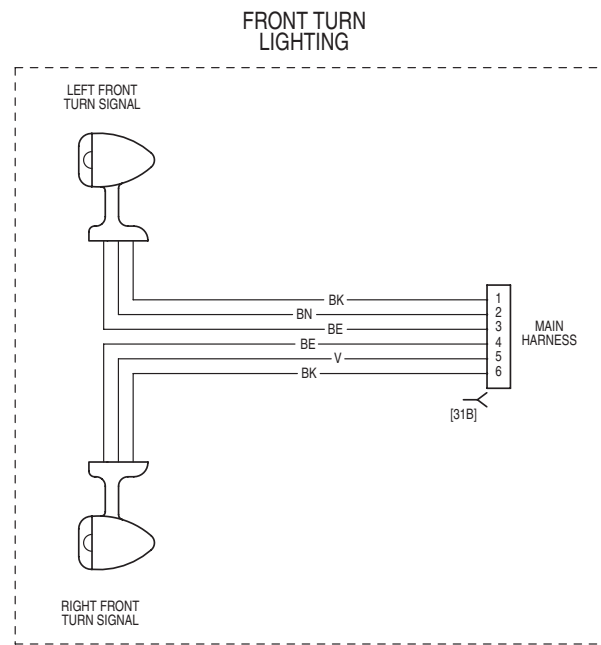 FRONT TURN
LIGHTING
LEFT FRONT
TURN SIGNAL
BK
1
BN
2
BE
3
BE
4
V
5
BK
6
MAIN
HARNESS
[31B]
RIGHT FRONT
TURN SIGNAL